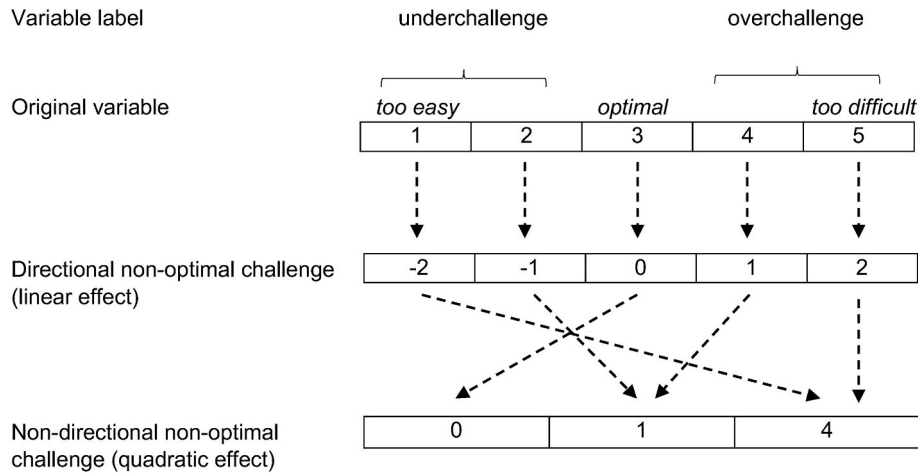 Variable label underchallenge overchallenge
Original variable too easy optimal too difficult
1 2 3 4 5
Directional non-optimal challenge -2 -1 0 1 2
(linear effect)
Non-directional non-optimal 0 1 4
challenge (quadratic effect)